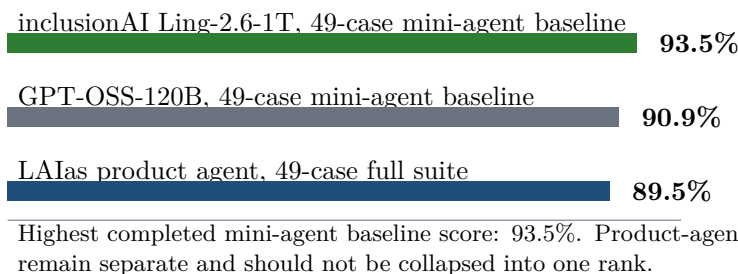 inclusionAI Ling-2.6-1T, 49-case mini-agent baseline
93.5%
GPT-OSS-120B, 49-case mini-agent baseline
90.9%
LAIas product agent, 49-case full suite
89.5%
Highest completed mini-agent baseline score: 93.5%. Product-agen
remain separate and should not be collapsed into one rank.